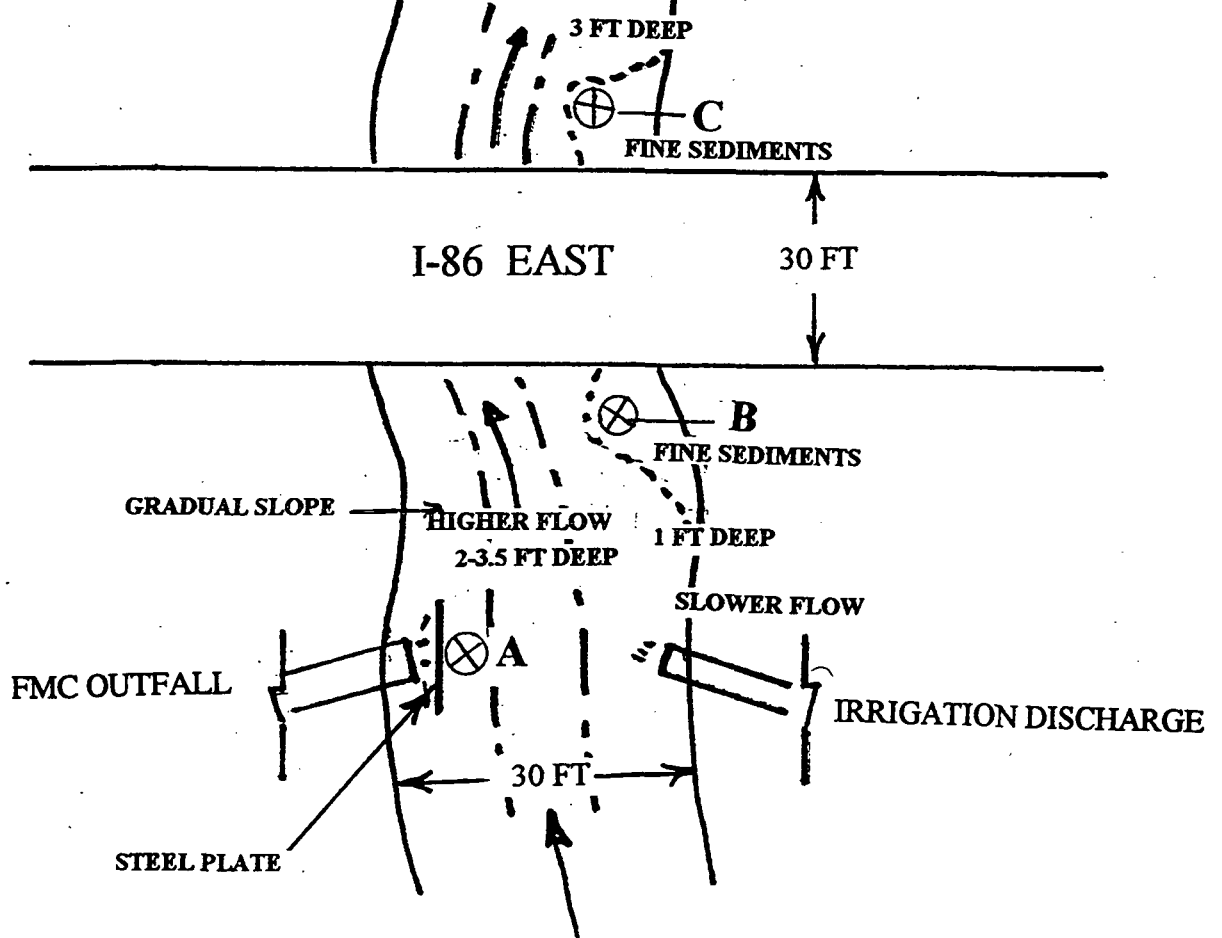 3 FT DEEP
C
FINE SEDIMENTS
I-86 EAST
30 FT
B
FINE SEDIMENTS
GRADUAL SLOPE
HIGHER FLOW
2-3.5 FT DEEP
1 FT DEEP
SLOWER FLOW
A
FMC OUTFALL
IRRIGATION DISCHARGE
30 FT
STEEL PLATE